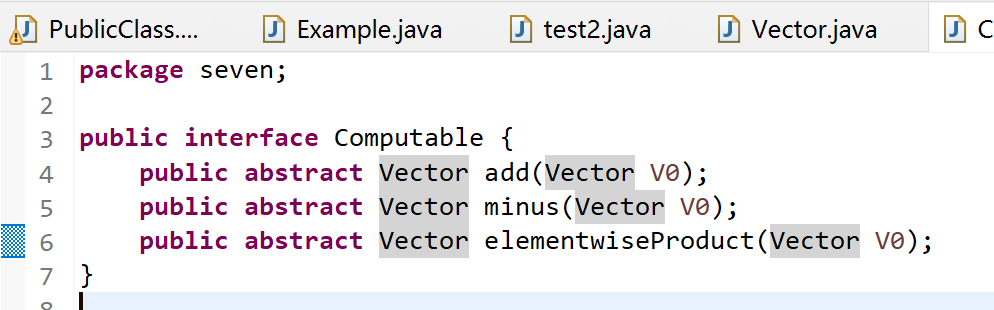 PublicClass.... Example.java test2.java Vector.java C
1 package seven;
2
3 public interface Computable {
4 public abstract Vector add(Vector V0);
5 public abstract Vector minus(Vector V0);
6 public abstract Vector elementwiseProduct(Vector V0);
7 }
8